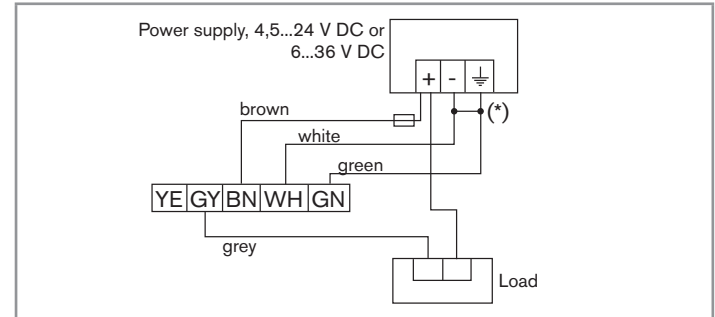 Power supply, 4,5...24 V DC or
6...36 V DC
+ - ⏚
(*)
brown
white
green
YE GY BN WH GN
grey
Load